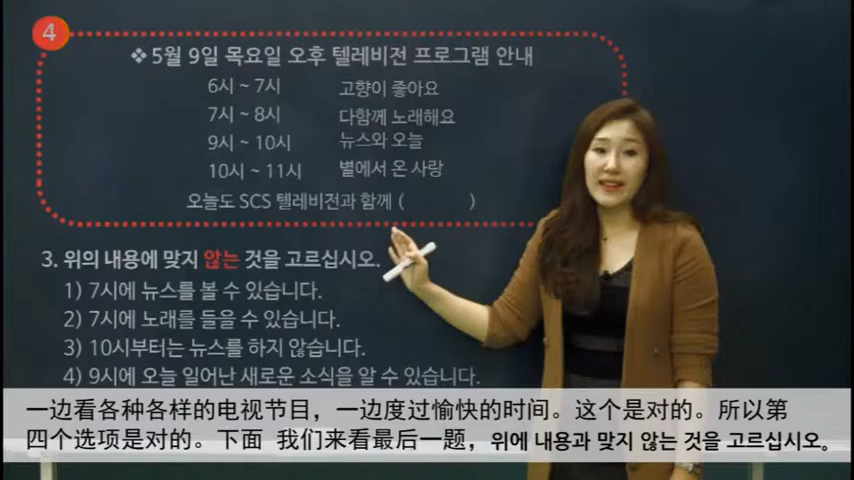 4
❖ 5월 9일 목요일 오후 텔레비전 프로그램 안내
6시 ~ 7시 고향이 좋아요
7시 ~ 8시 다함께 노래해요
9시 ~ 10시 뉴스와 오늘
10시 ~ 11시 별에서 온 사랑
오늘도 SCS 텔레비전과 함께 ( )
3. 위의 내용에 맞지 않는 것을 고르십시오.
1) 7시에 뉴스를 볼 수 있습니다.
2) 7시에 노래를 들을 수 있습니다.
3) 10시부터는 뉴스를 하지 않습니다.
4) 9시에 오늘 일어난 새로운 소식을 알 수 있습니다.
一边看各种各样的电视节目，一边度过愉快的时间。这个是对的。所以第
四个选项是对的。下面 我们来看最后一题，위에 내용과 맞지 않는 것을 고르십시오。